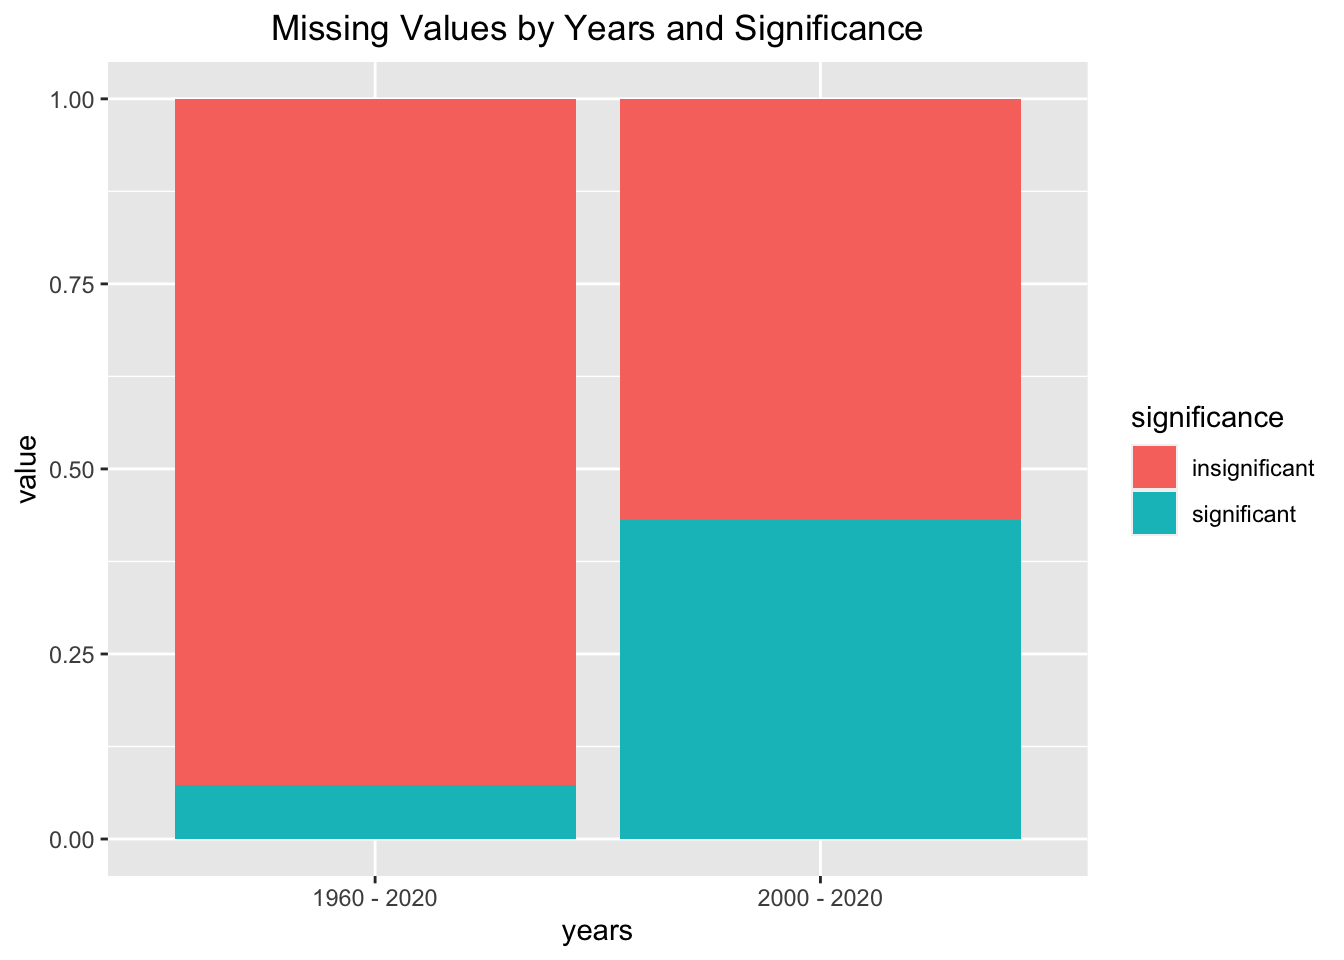 Missing Values by Years and Significance
1.00
0.75
0.50
0.25
0.00
value
1960 - 2020
2000 - 2020
years
significance
insignificant
significant